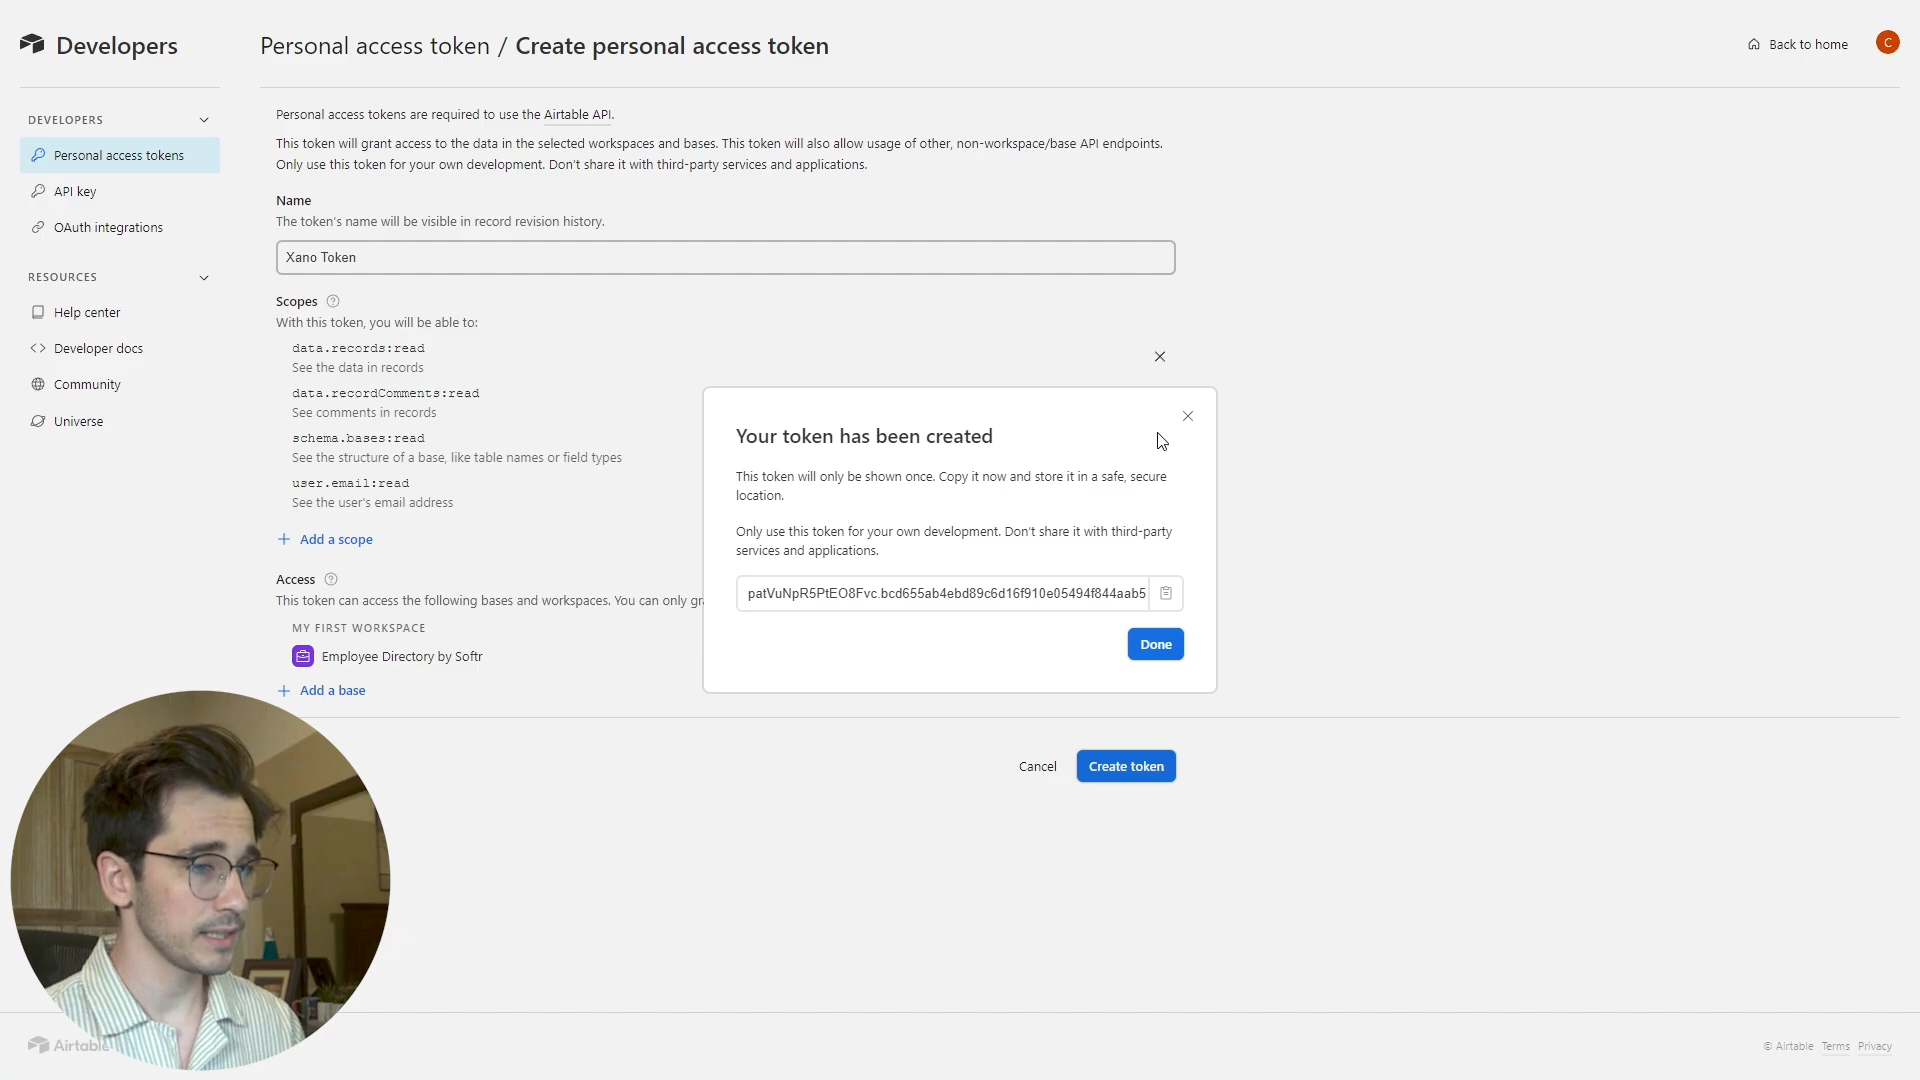 Developers
Personal access token / Create personal access token
Back to home
C
DEVELOPERS
Personal access tokens
API key
OAuth integrations
RESOURCES
Help center
Developer docs
Community
Universe
Personal access tokens are required to use the Airtable API.
This token will grant access to the data in the selected workspaces and bases. This token will also allow usage of other, non-workspace/base API endpoints.
Only use this token for your own development. Don't share it with third-party services and applications.
Name
The token's name will be visible in record revision history.
Xano Token
Scopes
With this token, you will be able to:
data.records:read
See the data in records
data.recordComments:read
See comments in records
schema.bases:read
See the structure of a base, like table names or field types
user.email:read
See the user's email address
Add a scope
Access
This token can access the following bases and workspaces. You can only gr
MY FIRST WORKSPACE
Employee Directory by Softr
Add a base
Your token has been created
This token will only be shown once. Copy it now and store it in a safe, secure
location.
Only use this token for your own development. Don't share it with third-party
services and applications.
patVuNpR5PtEO8Fvc.bcd655ab4ebd89c6d16f910e05494f844aab5
Done
Cancel
Create token
Airtable
© Airtable
Terms
Privacy